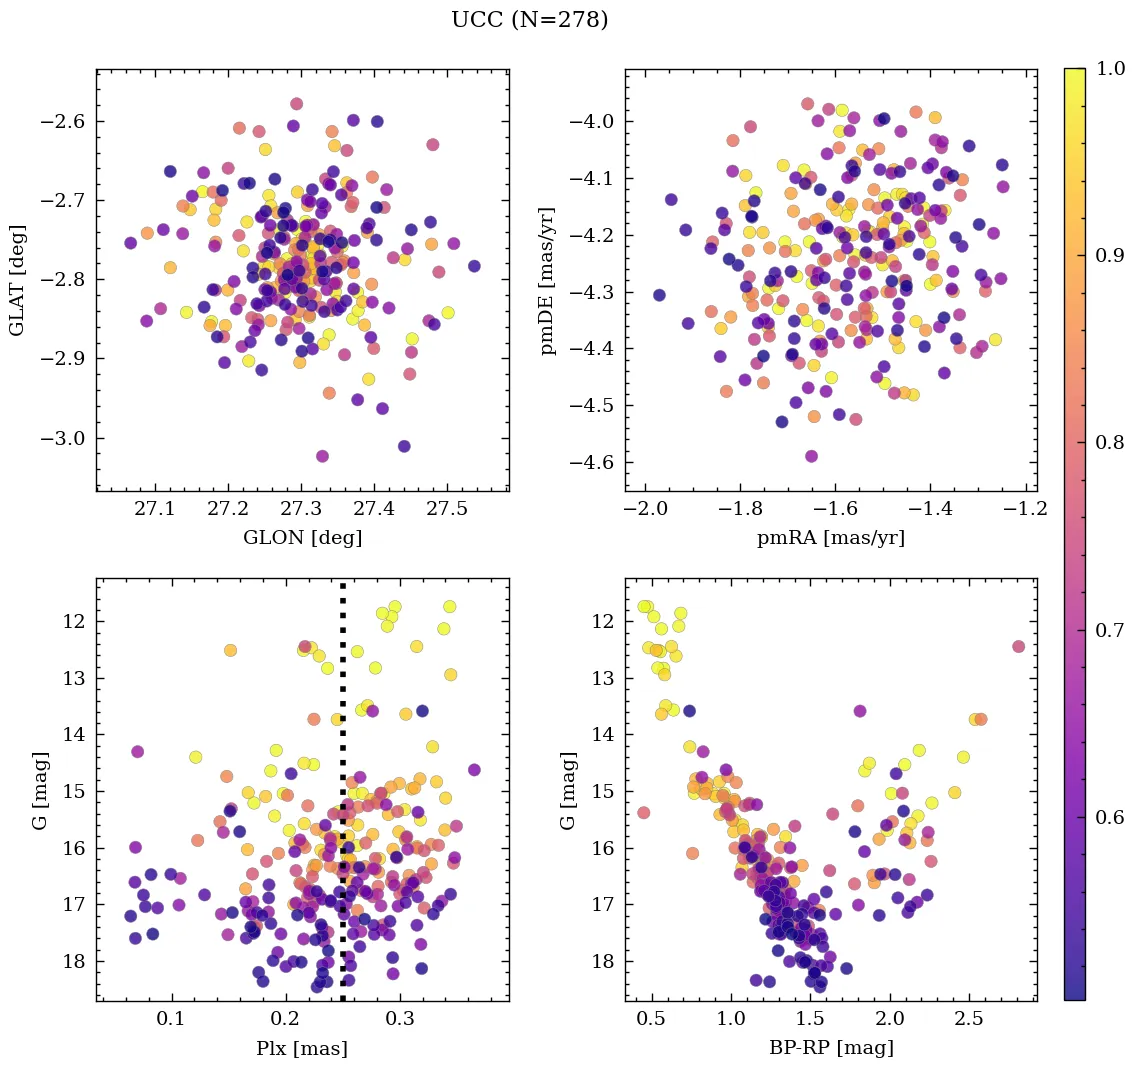 UCC (N=278)
−2.6
−2.7
−2.8
−2.9
−3.0
GLAT [deg]
27.1 27.2 27.3 27.4 27.5
GLON [deg]
−4.0
−4.1
−4.2
−4.3
−4.4
−4.5
−4.6
pmDE [mas/yr]
−2.0 −1.8 −1.6 −1.4 −1.2
pmRA [mas/yr]
12
13
14
15
16
17
18
G [mag]
0.1 0.2 0.3
Plx [mas]
12
13
14
15
16
17
18
G [mag]
0.5 1.0 1.5 2.0 2.5
BP-RP [mag]
1.0
0.9
0.8
0.7
0.6